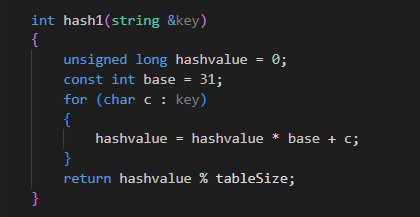 int hash1(string &key)
{
    unsigned long hashvalue = 0;
    const int base = 31;
    for (char c : key)
    {
        hashvalue = hashvalue * base + c;
    }
    return hashvalue % tableSize;
}